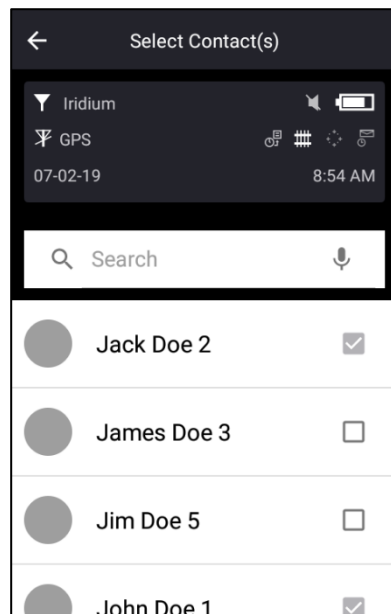 Select Contact(s)
Iridium
GPS
07-02-19 8:54 AM
Search
Jack Doe 2
James Doe 3
Jim Doe 5
John Doe 1